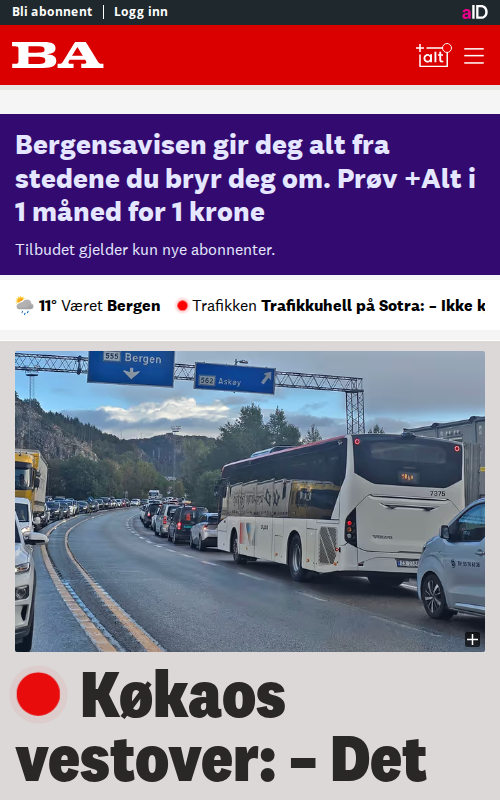 Bli abonnent | Logg inn
aID
BA
+alt
Bergensavisen gir deg alt fra
stedene du bryr deg om. Prøv +Alt i
1 måned for 1 krone
Tilbudet gjelder kun nye abonnenter.
11° Været Bergen
Trafikken Trafikkuhell på Sotra: – Ikke k
555 Bergen
562 Askøy
7375
Køkaos
vestover: – Det